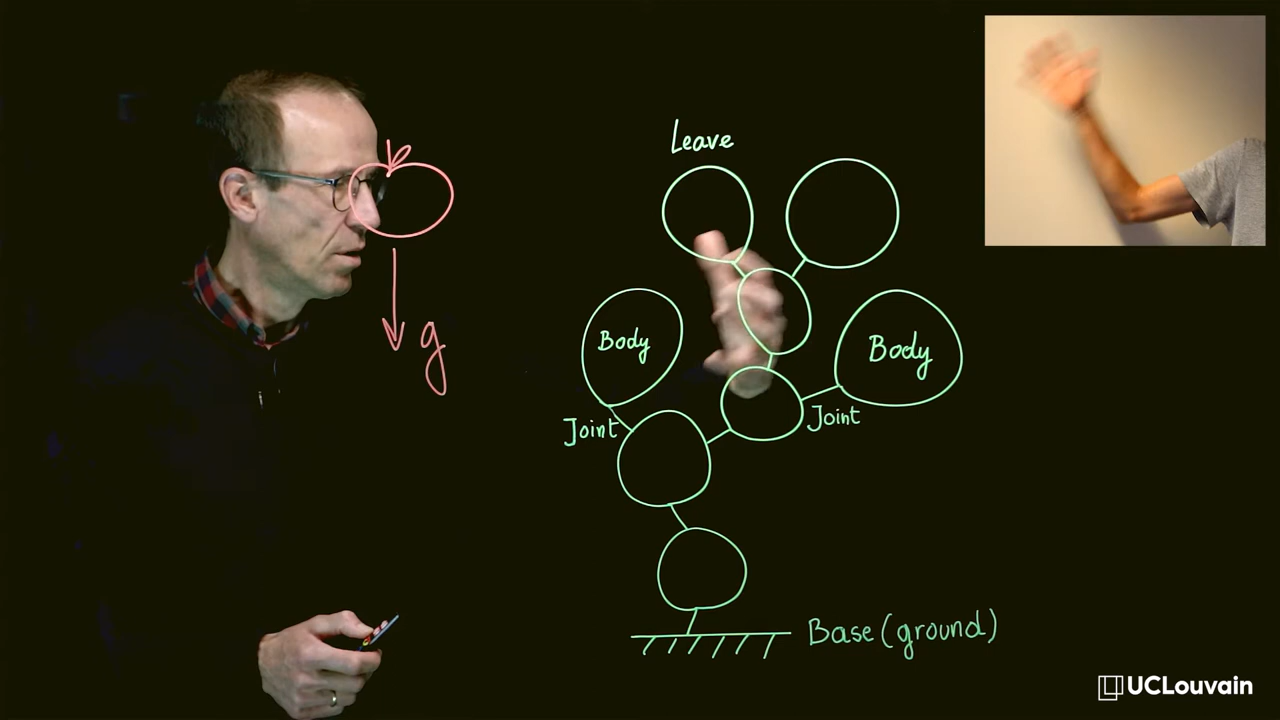 Leave
g
Body
Body
Joint
Joint
Base (ground)
UCLouvain